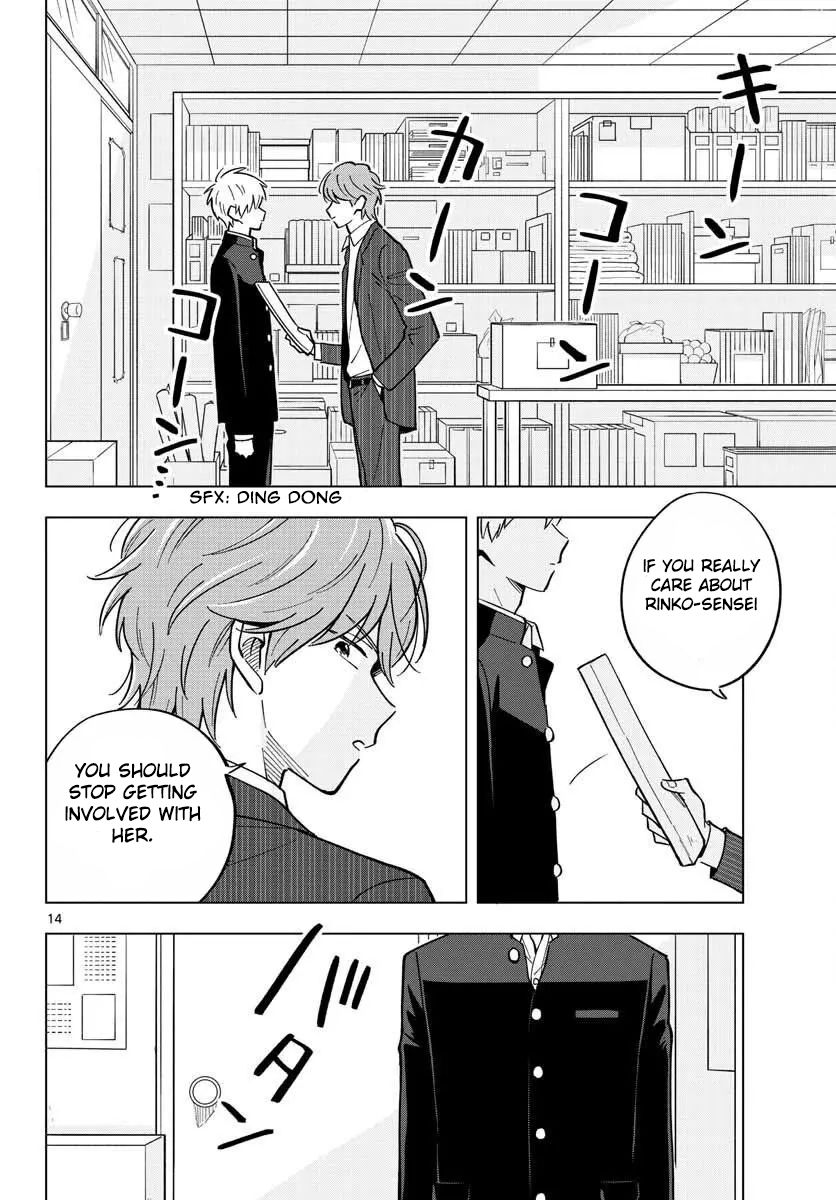 キーン
コーン
カーン
コーン…
SFX: DING DONG
IF YOU REALLY
CARE ABOUT
RINKO-SENSEI
YOU SHOULD
STOP GETTING
INVOLVED WITH
HER.
14
バタン